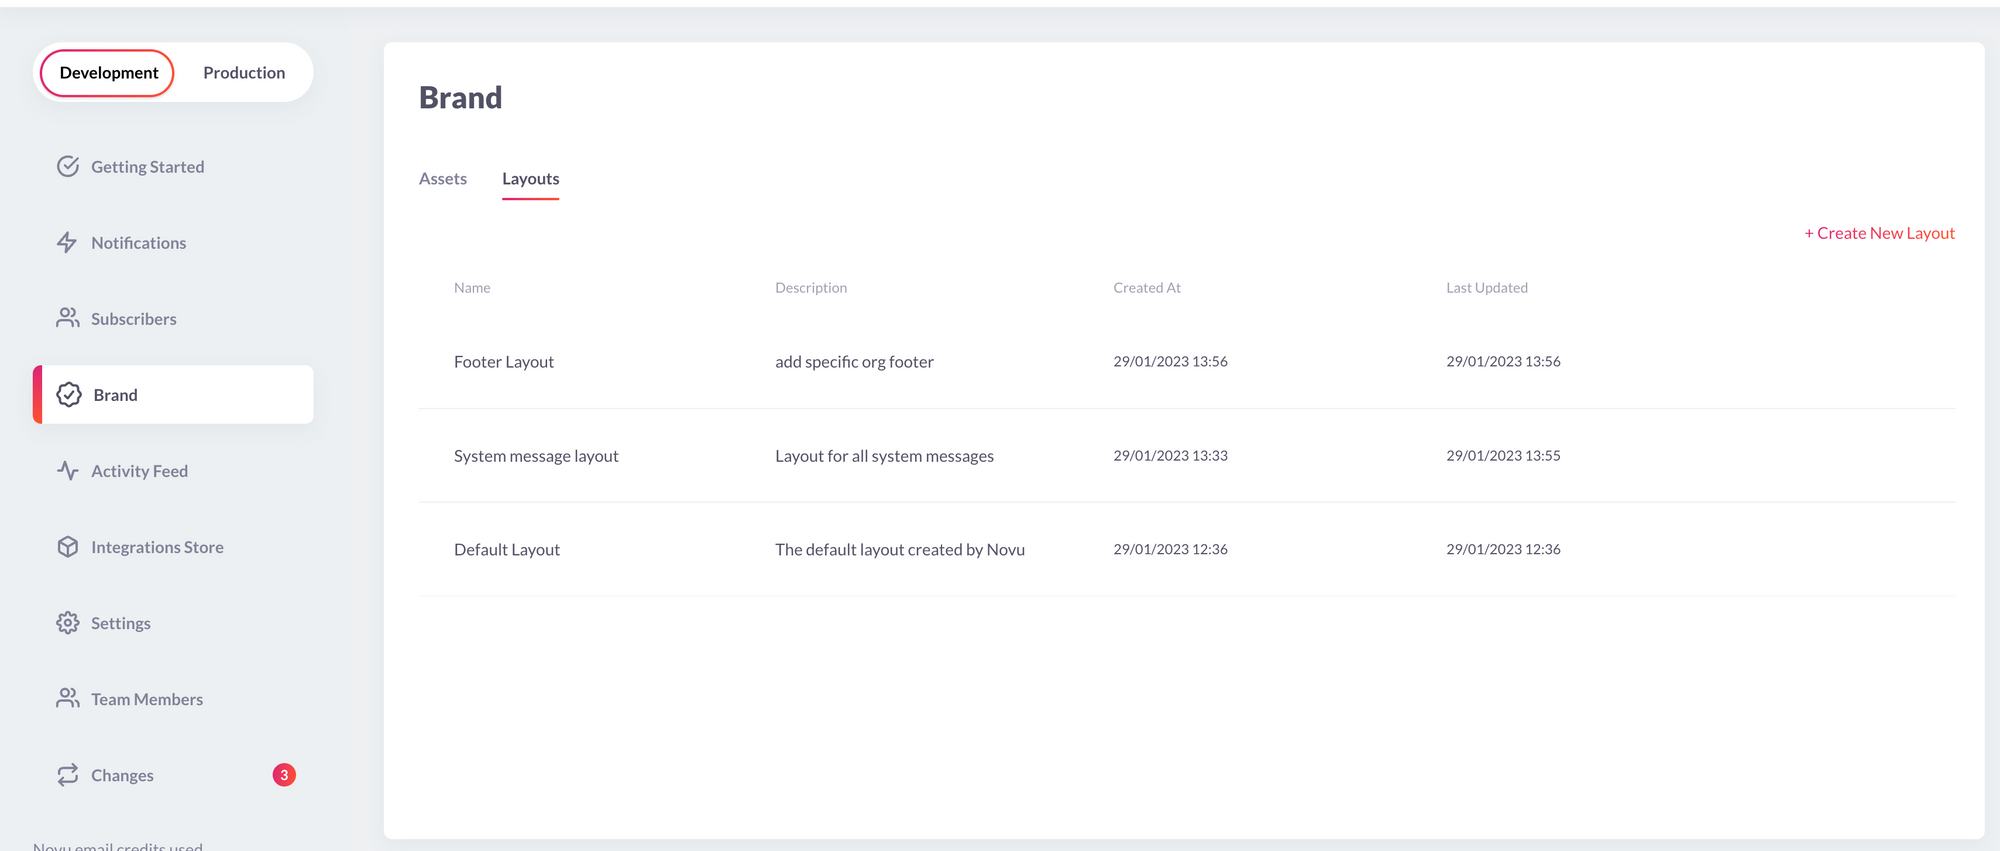 Development Production
Getting Started
Notifications
Subscribers
Brand
Activity Feed
Integrations Store
Settings
Team Members
Changes 3
Novu email credits used
Brand
Assets Layouts
+ Create New Layout
Name Description Created At Last Updated
Footer Layout add specific org footer 29/01/2023 13:56 29/01/2023 13:56
System message layout Layout for all system messages 29/01/2023 13:33 29/01/2023 13:55
Default Layout The default layout created by Novu 29/01/2023 12:36 29/01/2023 12:36